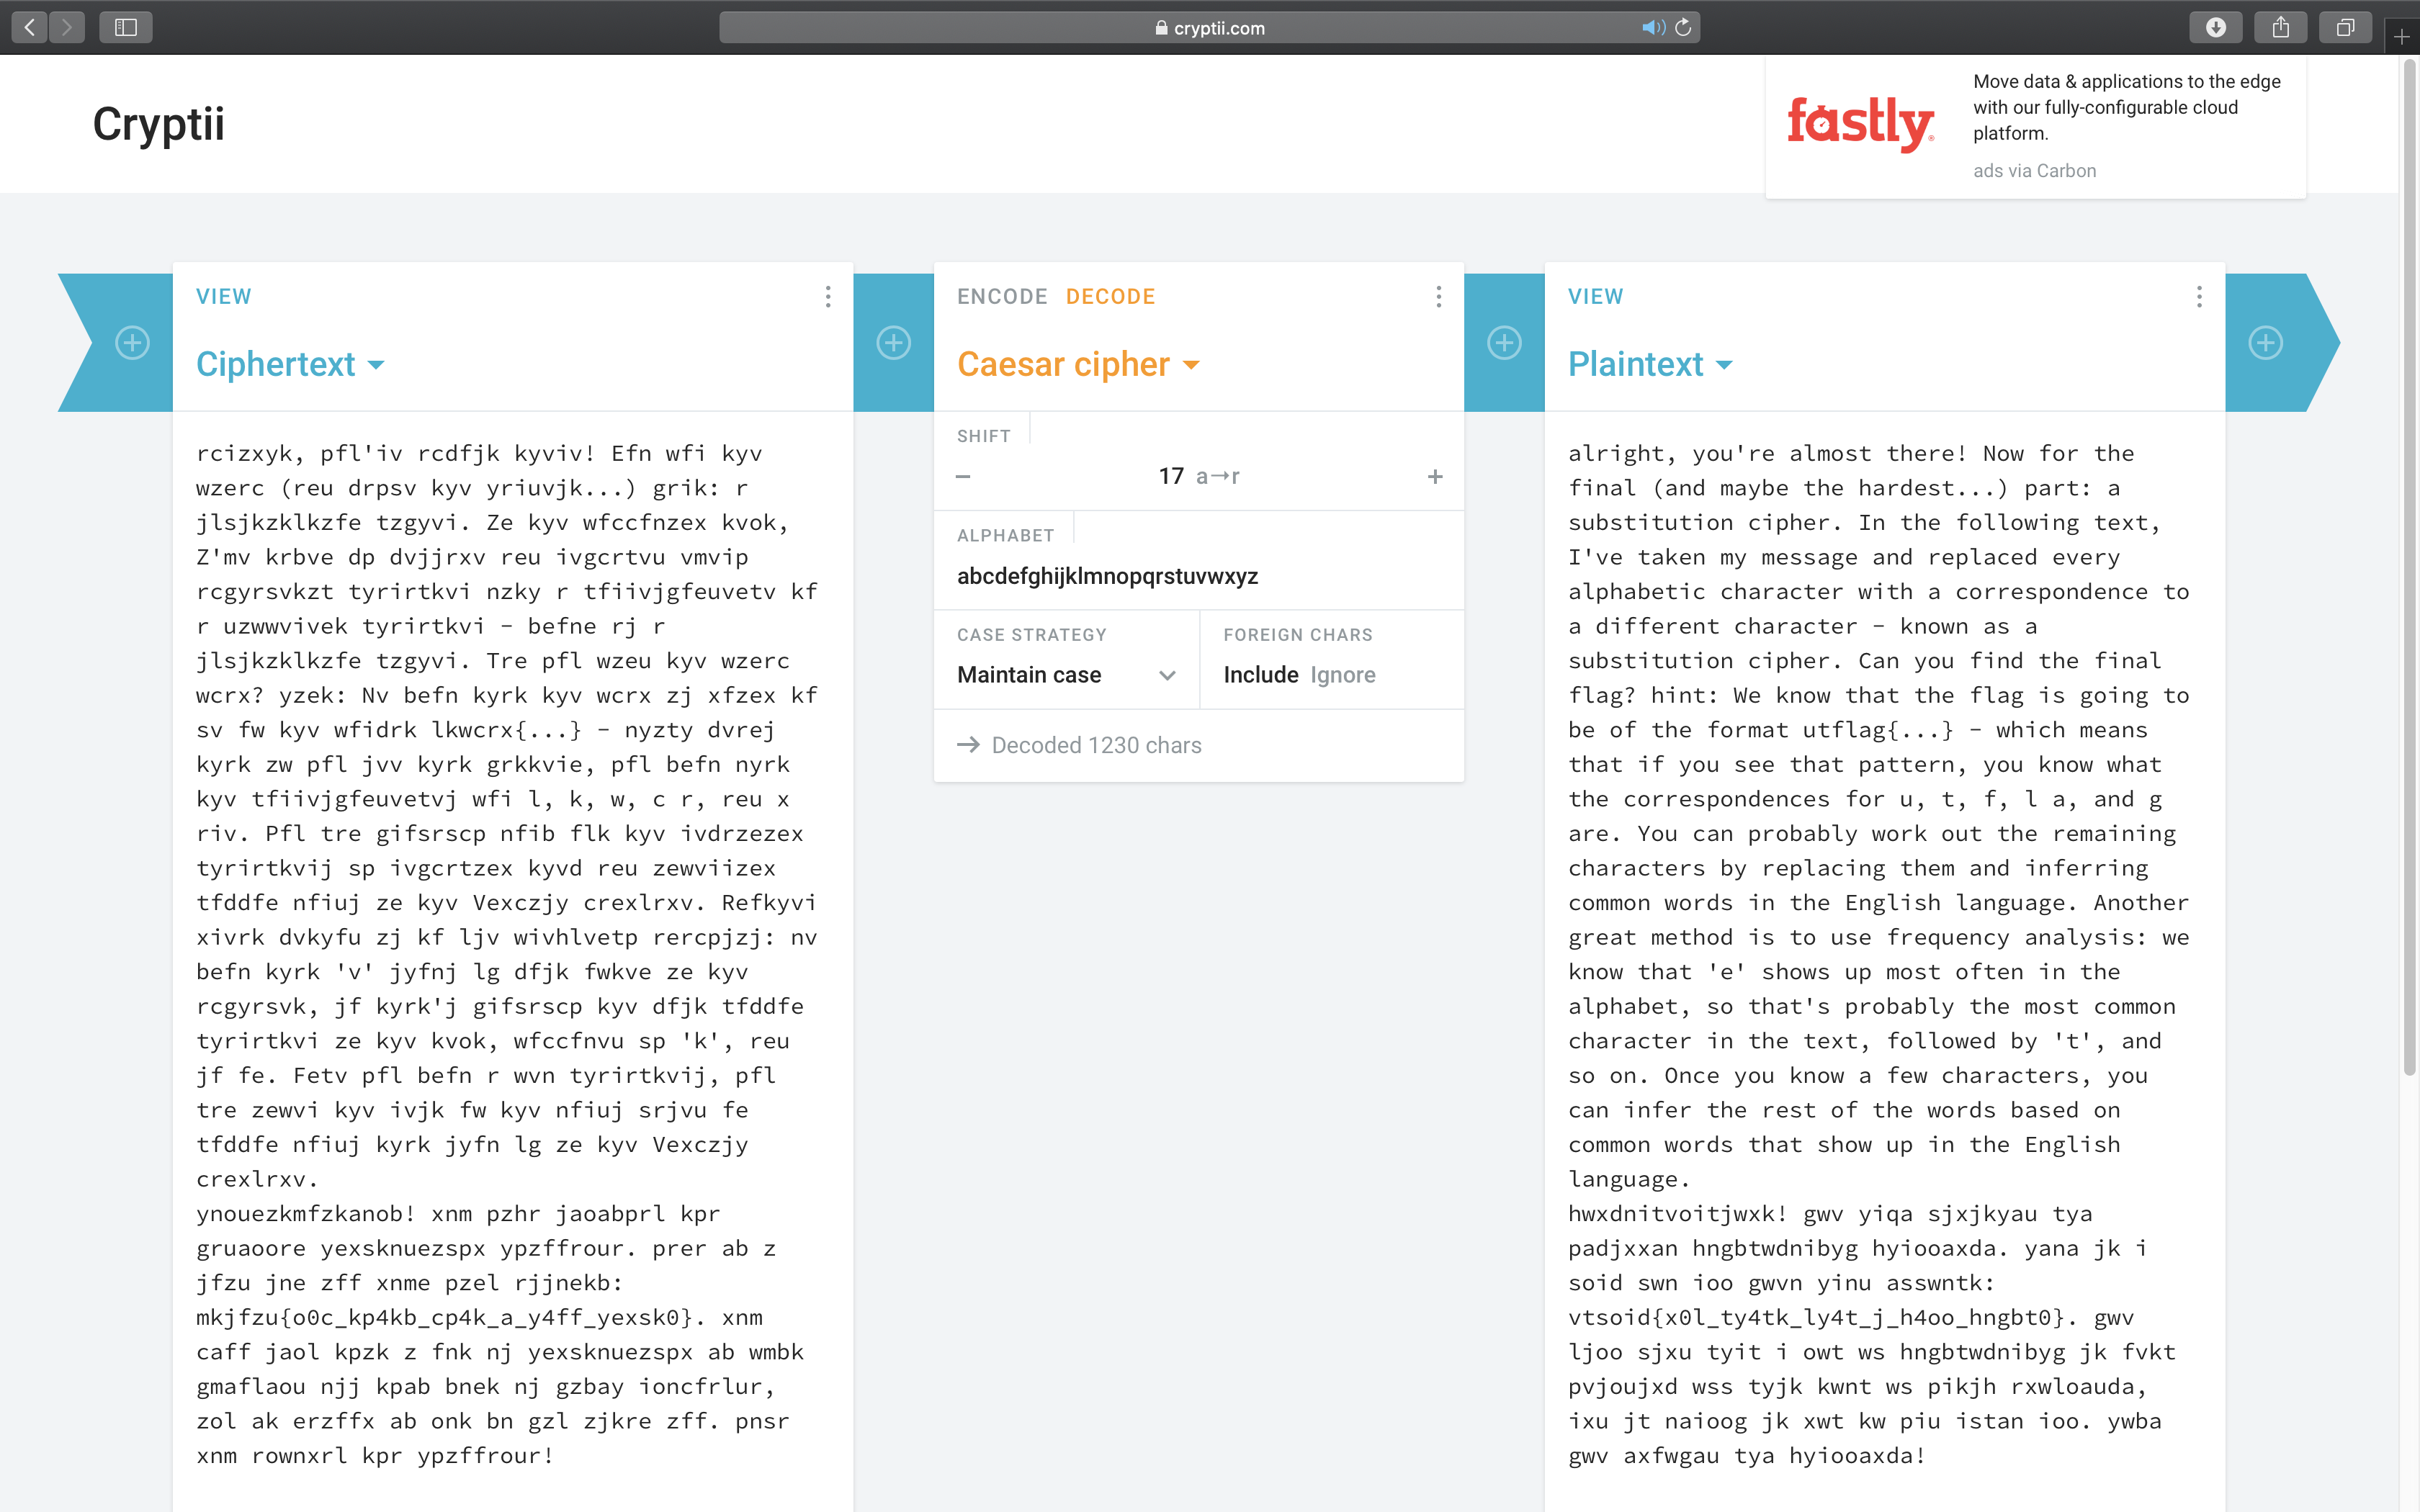 cryptii.com
Cryptii
fastly
Move data & applications to the edge
with our fully-configurable cloud
platform.
ads via Carbon
VIEW
Ciphertext
rcizxyk, pfl'iv rcdfjk kyviv! Efn wfi kyv
wzerc (reu drpsv kyv yriuvjk...) grik: r
jlsjkzklkzfe tzgyvi. Ze kyv wfccfnzex kvok,
Z'mv krbve dp dvjjrxv reu ivgcrtvu vmvip
rcgyrsvkzt tyrirtkvi nzky r tfiivjgfeuvetv kf
r uzwwvivek tyrirtkvi - befne rj r
jlsjkzklkzfe tzgyvi. Tre pfl wzeu kyv wzerc
wcrx? yzek: Nv befn kyrk kyv wcrx zj xfzex kf
sv fw kyv wfidrk lkwcrx{...} - nyzty dvrej
kyrk zw pfl jvv kyrk grkkvie, pfl befn nyrk
kyv tfiivjgfeuvetvj wfi l, k, w, c r, reu x
riv. Pfl tre gifsrscp nfib flk kyv ivdrzezex
tyrirtkvij sp ivgcrtzex kyvd reu zewviizex
tfddfe nfiuj ze kyv Vexczjy crexlrxv. Refkyvi
xivrk dvkyfu zj kf ljv wivhlvetp rercpjzj: nv
befn kyrk 'v' jyfnj lg dfjk fwkve ze kyv
rcgyrsvk, jf kyrk'j gifsrscp kyv dfjk tfddfe
tyrirtkvi ze kyv kvok, wfccfnvu sp 'k', reu
jf fe. Fetv pfl befn r wvn tyrirtkvij, pfl
tre zewvi kyv ivjk fw kyv nfiuj srjvu fe
tfddfe nfiuj kyrk jyfn lg ze kyv Vexczjy
crexlrxv.
ynouezkmfzkanob! xnm pzhr jaoabprl kpr
gruaoore yexsknuezspx ypzffrour. prer ab z
jfzu jne zff xnme pzel rjjnekb:
mkjfzu{o0c_kp4kb_cp4k_a_y4ff_yexsk0}. xnm
caff jaol kpzk z fnk nj yexsknuezspx ab wmbk
gmaflaou njj kpab bnek nj gzbay ioncfrlur,
zol ak erzffx ab onk bn gzl zjkre zff. pnsr
xnm rownxrl kpr ypzffrour!
ENCODE DECODE
Caesar cipher
SHIFT
− 17 a→r +
ALPHABET
abcdefghijklmnopqrstuvwxyz
CASE STRATEGY FOREIGN CHARS
Maintain case Include Ignore
→ Decoded 1230 chars
VIEW
Plaintext
alright, you're almost there! Now for the
final (and maybe the hardest...) part: a
substitution cipher. In the following text,
I've taken my message and replaced every
alphabetic character with a correspondence to
a different character - known as a
substitution cipher. Can you find the final
flag? hint: We know that the flag is going to
be of the format utflag{...} - which means
that if you see that pattern, you know what
the correspondences for u, t, f, l a, and g
are. You can probably work out the remaining
characters by replacing them and inferring
common words in the English language. Another
great method is to use frequency analysis: we
know that 'e' shows up most often in the
alphabet, so that's probably the most common
character in the text, followed by 't', and
so on. Once you know a few characters, you
can infer the rest of the words based on
common words that show up in the English
language.
hwxdnitvoitjwxk! gwv yiqa sjxjkyau tya
padjxxan hngbtwdnibyg hyiooaxda. yana jk i
soid swn ioo gwvn yinu asswntk:
vtsoid{x0l_ty4tk_ly4t_j_h4oo_hngbt0}. gwv
ljoo sjxu tyit i owt ws hngbtwdnibyg jk fvkt
pvjoujxd wss tyjk kwnt ws pikjh rxwloauda,
ixu jt naioog jk xwt kw piu istan ioo. ywba
gwv axfwgau tya hyiooaxda!